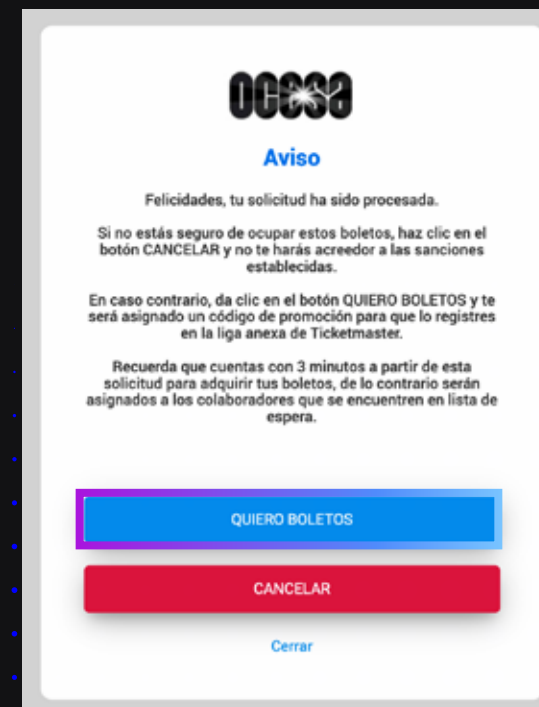 ocesa
Aviso
Felicidades, tu solicitud ha sido procesada.
Si no estás seguro de ocupar estos boletos, haz clic en el
botón CANCELAR y no te harás acreedor a las sanciones
establecidas.
En caso contrario, da clic en el botón QUIERO BOLETOS y te
será asignado un código de promoción para que lo registres
en la liga anexa de Ticketmaster.
Recuerda que cuentas con 3 minutos a partir de esta
solicitud para adquirir tus boletos, de lo contrario serán
asignados a los colaboradores que se encuentren en lista de
espera.
QUIERO BOLETOS
CANCELAR
Cerrar